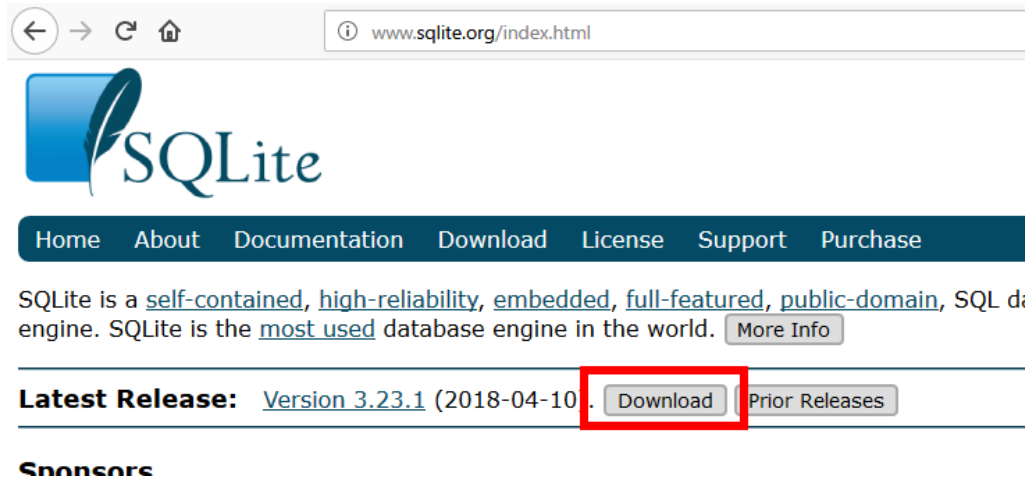 www.sqlite.org/index.html
SQLite
Home About Documentation Download License Support Purchase
SQLite is a self-contained, high-reliability, embedded, full-featured, public-domain, SQL da
engine. SQLite is the most used database engine in the world. More Info
Latest Release: Version 3.23.1 (2018-04-10). Download Prior Releases
Sponsors